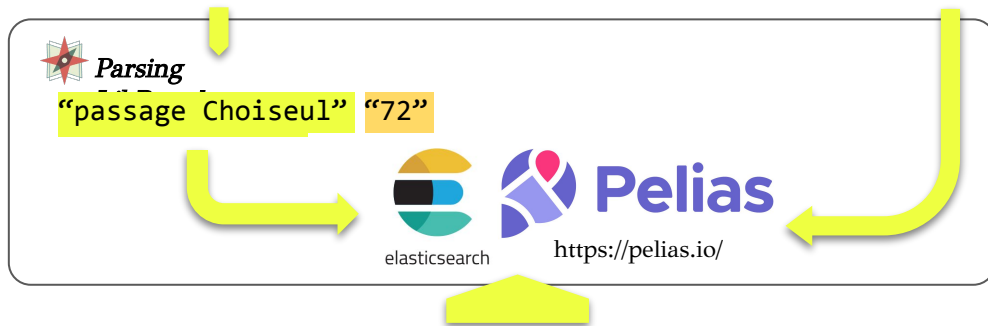 Parsing
“passage Choiseul” “72”
Pelias
elasticsearch
https://pelias.io/